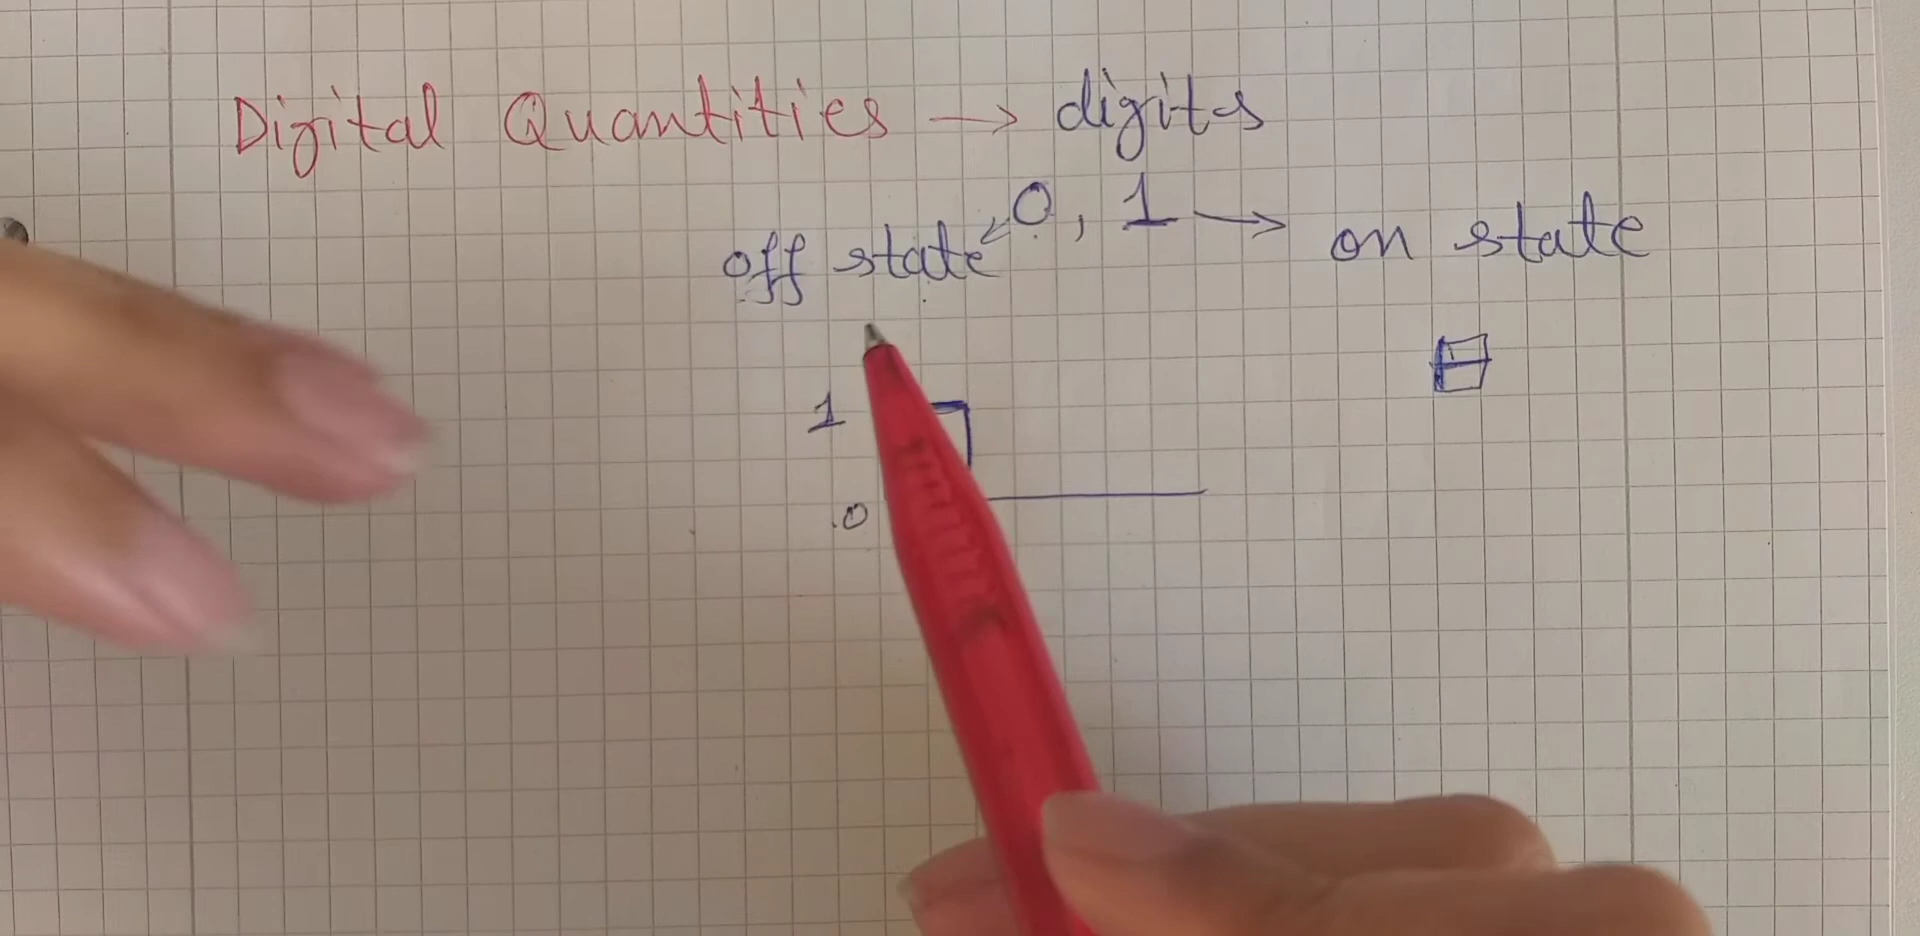 Digital Quantities → digits
0, 1 → on state
off state
1
0